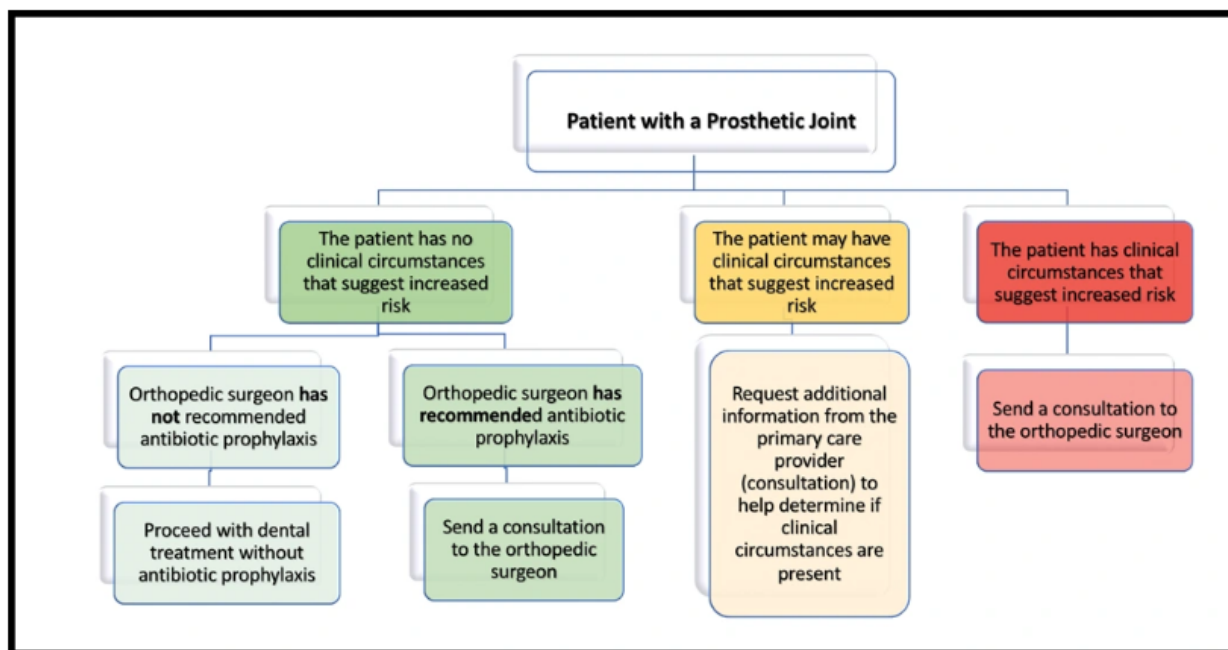 Patient with a Prosthetic Joint
The patient has no
clinical circumstances
that suggest increased
risk
The patient may have
clinical circumstances
that suggest increased
risk
The patient has clinical
circumstances that
suggest increased risk
Orthopedic surgeon has
not recommended
antibiotic prophylaxis
Orthopedic surgeon has
recommended antibiotic
prophylaxis
Request additional
information from the
primary care
provider
(consultation) to
help determine if
clinical
circumstances are
present
Send a consultation to
the orthopedic surgeon
Proceed with dental
treatment without
antibiotic prophylaxis
Send a consultation
to the orthopedic
surgeon